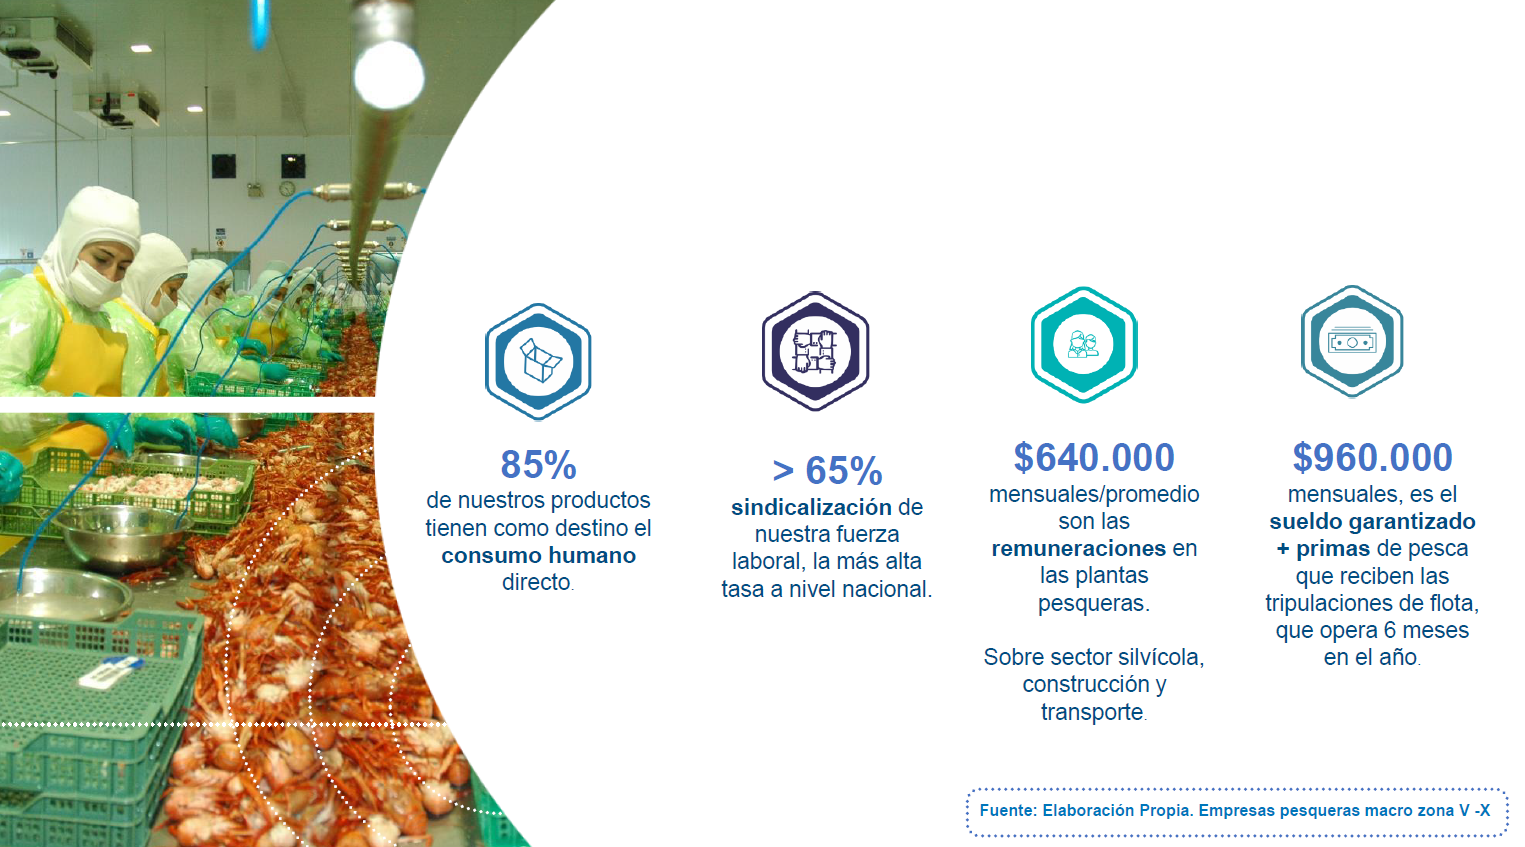 85%
de nuestros productos
tienen como destino el
consumo humano
directo.
> 65%
sindicalización de
nuestra fuerza
laboral, la más alta
tasa a nivel nacional.
$640.000
mensuales/promedio
son las
remuneraciones en
las plantas
pesqueras.
Sobre sector silvícola,
construcción y
transporte.
$960.000
mensuales, es el
sueldo garantizado
+ primas de pesca
que reciben las
tripulaciones de flota,
que opera 6 meses
en el año.
Fuente: Elaboración Propia. Empresas pesqueras macro zona V -X